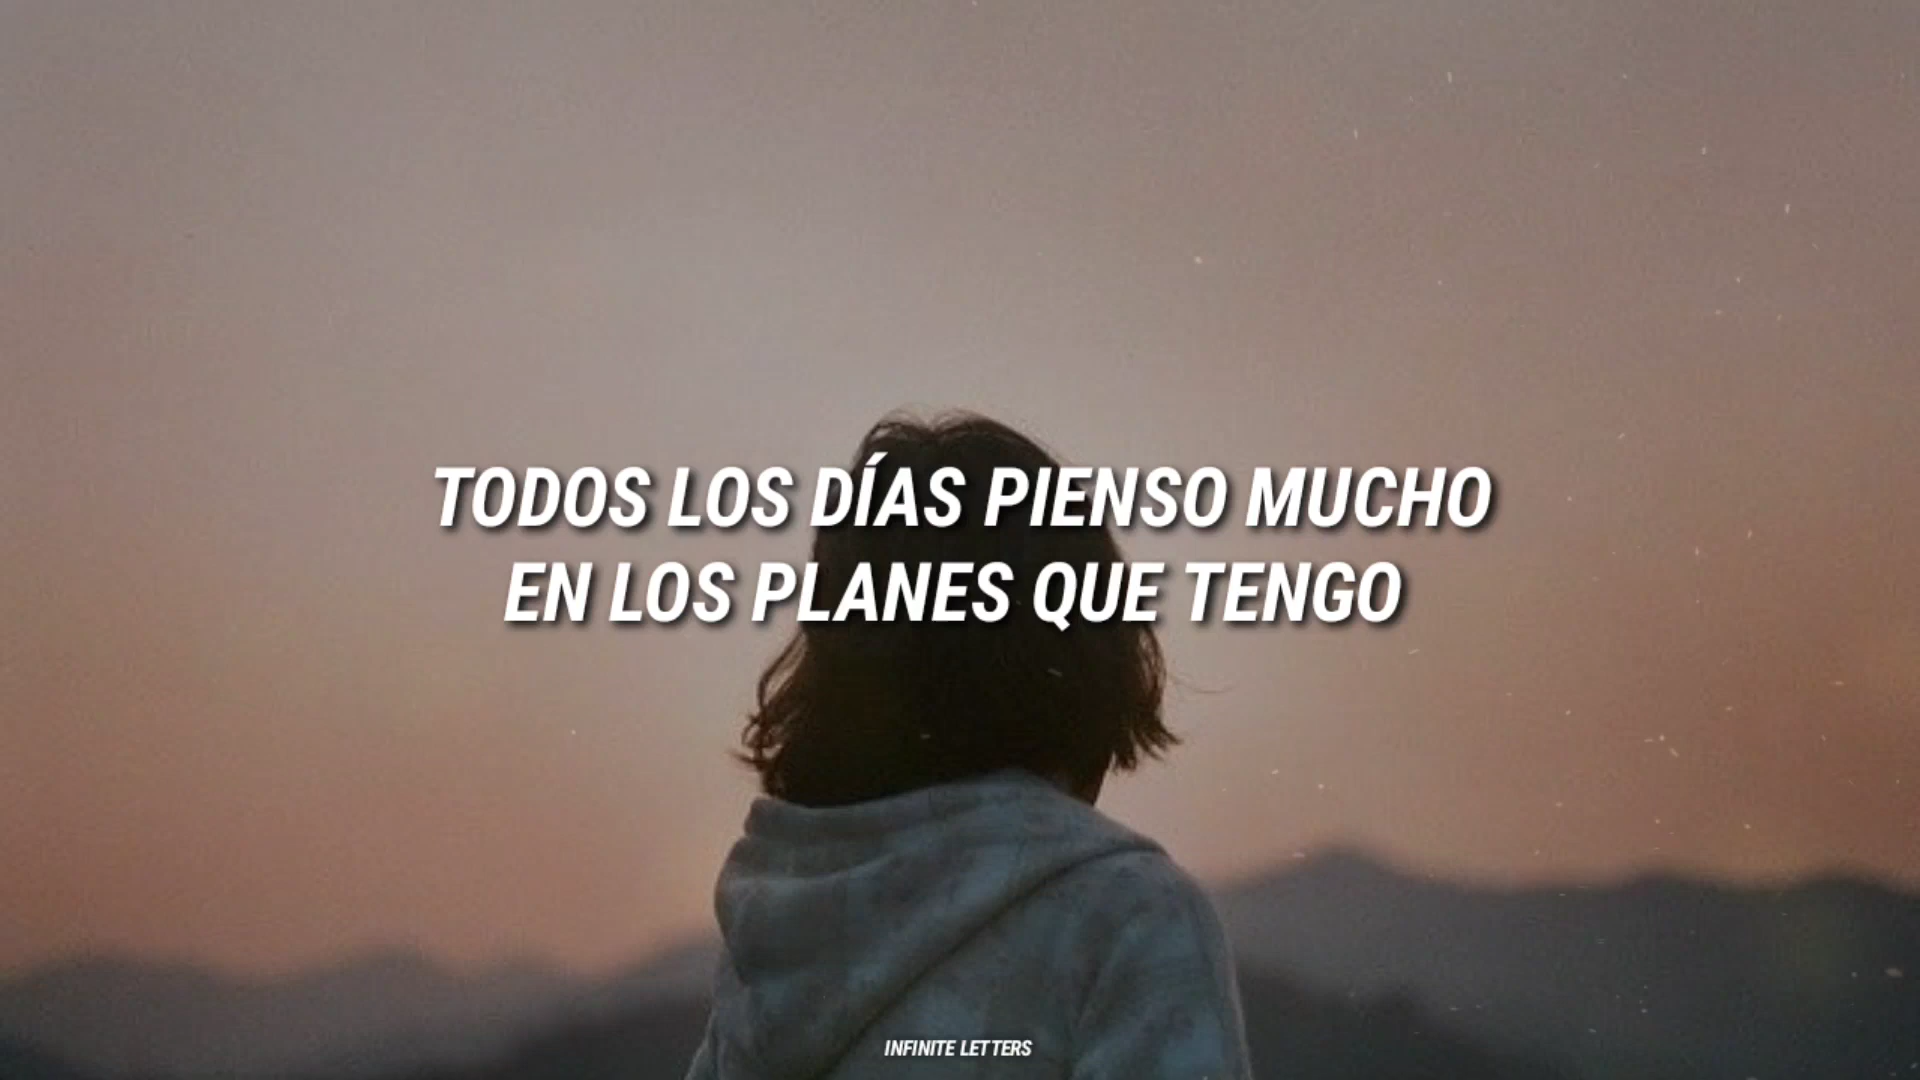 TODOS LOS DÍAS PIENSO MUCHO
EN LOS PLANES QUE TENGO
INFINITE LETTERS